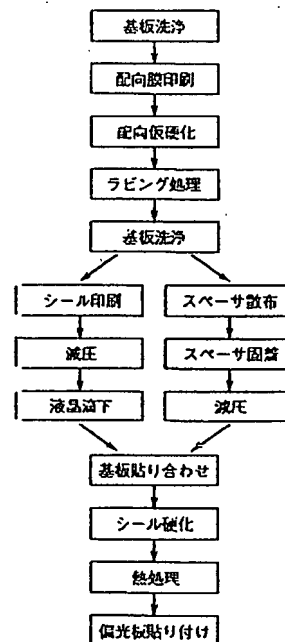 基板洗浄
配向膜印刷
配向仮硬化
ラビング処理
基板洗浄
シール印刷
減圧
液晶滴下
スペーサ散布
スペーサ固着
減圧
基板貼り合わせ
シール硬化
熱処理
偏光板貼り付け